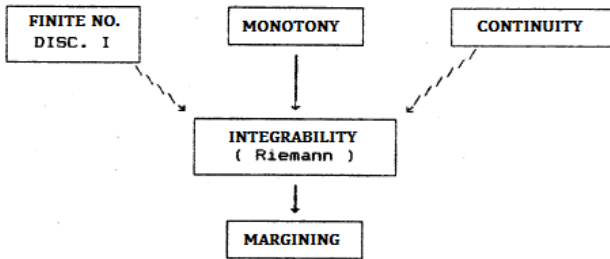 FINITE NO.
DISC. I
MONOTONY
CONTINUITY
INTEGRABILITY
( Riemann )
MARGINING